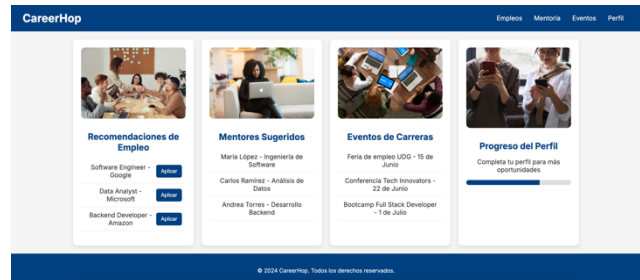 CareerHop
Empleos Mentoría Eventos Perfil
Recomendaciones de
Empleo
Software Engineer -
Google
Aplicar
Data Analyst -
Microsoft
Aplicar
Backend Developer -
Amazon
Aplicar
Mentores Sugeridos
María López - Ingeniería de
Software
Carlos Ramírez - Análisis de
Datos
Andrea Torres - Desarrollo
Backend
Eventos de Carreras
Feria de empleo UDG - 15 de
Junio
Conferencia Tech Innovators -
22 de Junio
Bootcamp Full Stack Developer
- 1 de Julio
Progreso del Perfil
Completa tu perfil para más
oportunidades
© 2024 CareerHop. Todos los derechos reservados.